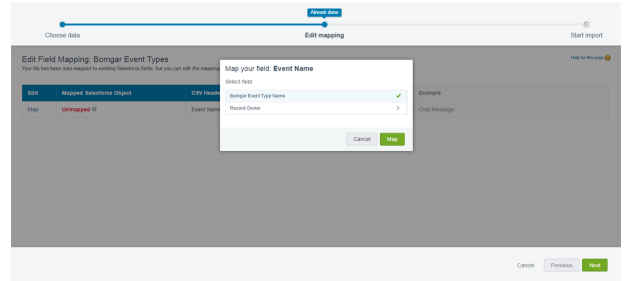 Almost done
Choose data
Edit mapping
Start import
Edit Field Mapping: Bomgar Event Types
Help for this page
Your file has been auto-mapped to existing Salesforce fields, but you can edit the mapping
Map your field: Event Name
Select field
Bomgar Event Type Name
Record Owner
Cancel
Map
Edit
Mapped Salesforce Object
CSV Heade
Example
Map
Unmapped
Event Name
Chat Message
Cancel
Previous
Next